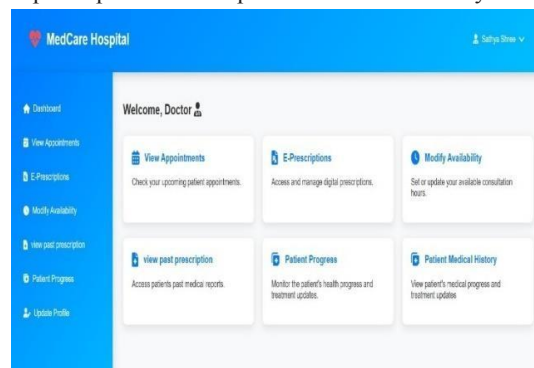 MedCare Hospital
Sathya Shree
Dashboard
View Appointments
E-Prescriptions
Modify Availability
view past prescription
Patient Progress
Update Profile
Welcome, Doctor
View Appointments
Check your upcoming patient appointments.
E-Prescriptions
Access and manage digital prescriptions.
Modify Availability
Set or update your available consultation
hours.
view past prescription
Access patients past medical reports.
Patient Progress
Monitor the patient's health progress and
treatment updates.
Patient Medical History
View patient's medical progress and
treatment updates